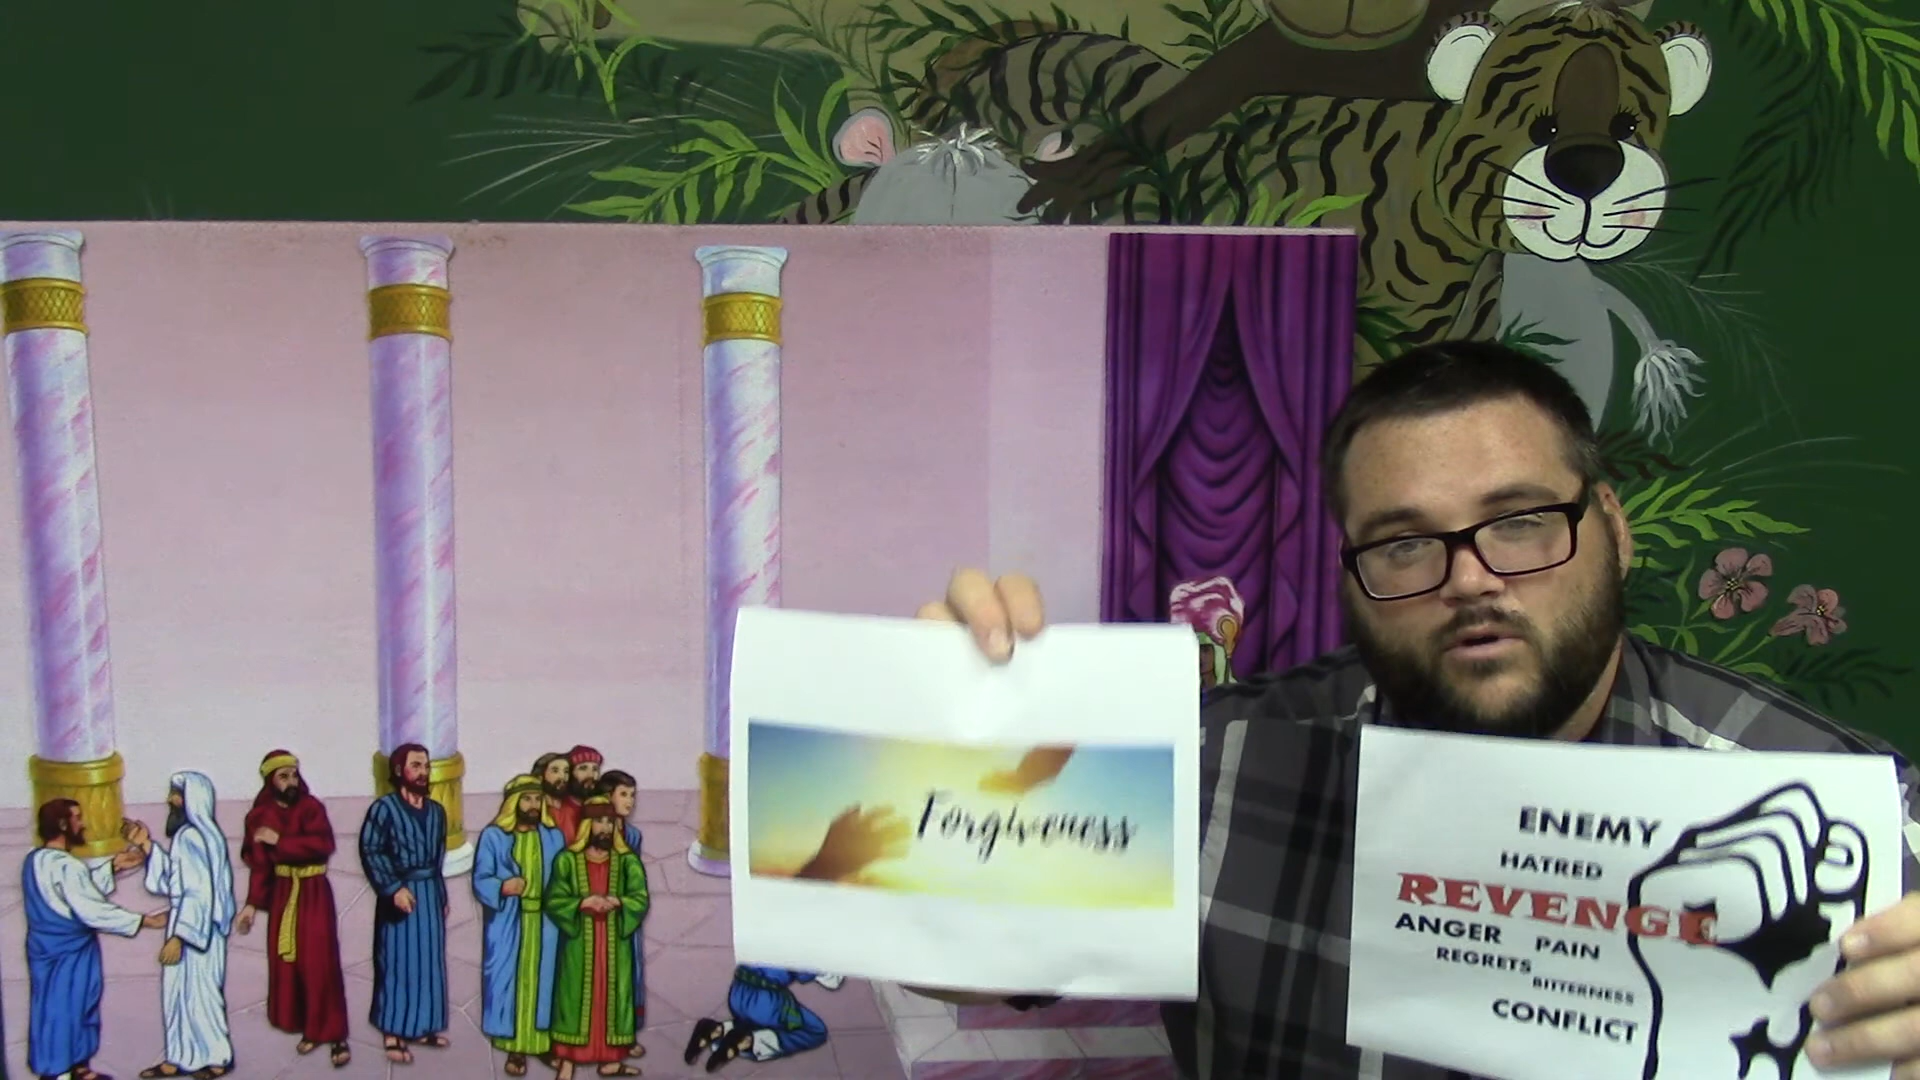 Forgiveness
ENEMY
HATRED
REVENGE
ANGER PAIN
REGRETS
BITTERNESS
CONFLICT